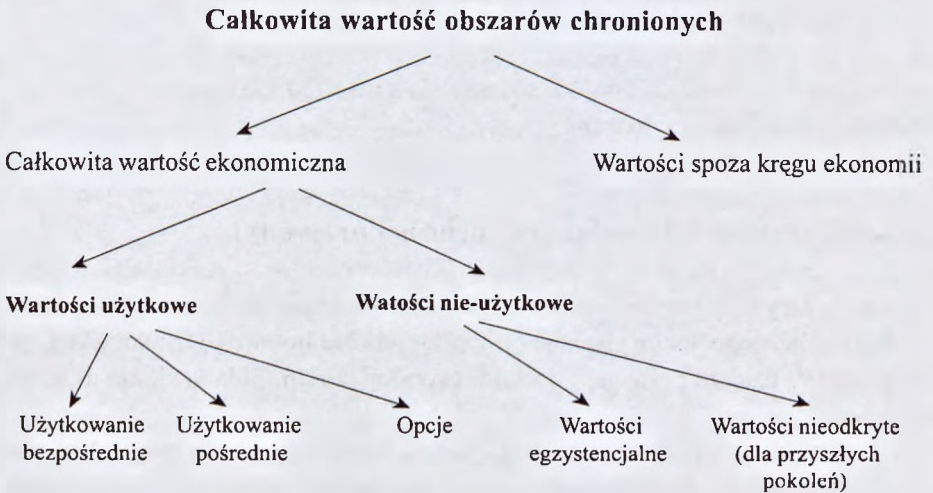 Całkowita wartość obszarów chronionych
Całkowita wartość ekonomiczna
Wartości spoza kręgu ekonomii
Wartości użytkowe
Watości nie-użytkowe
Użytkowanie
bezpośrednie
Użytkowanie
pośrednie
Opcje
Wartości
egzystencjalne
Wartości nieodkryte
(dla przyszłych
pokoleń)